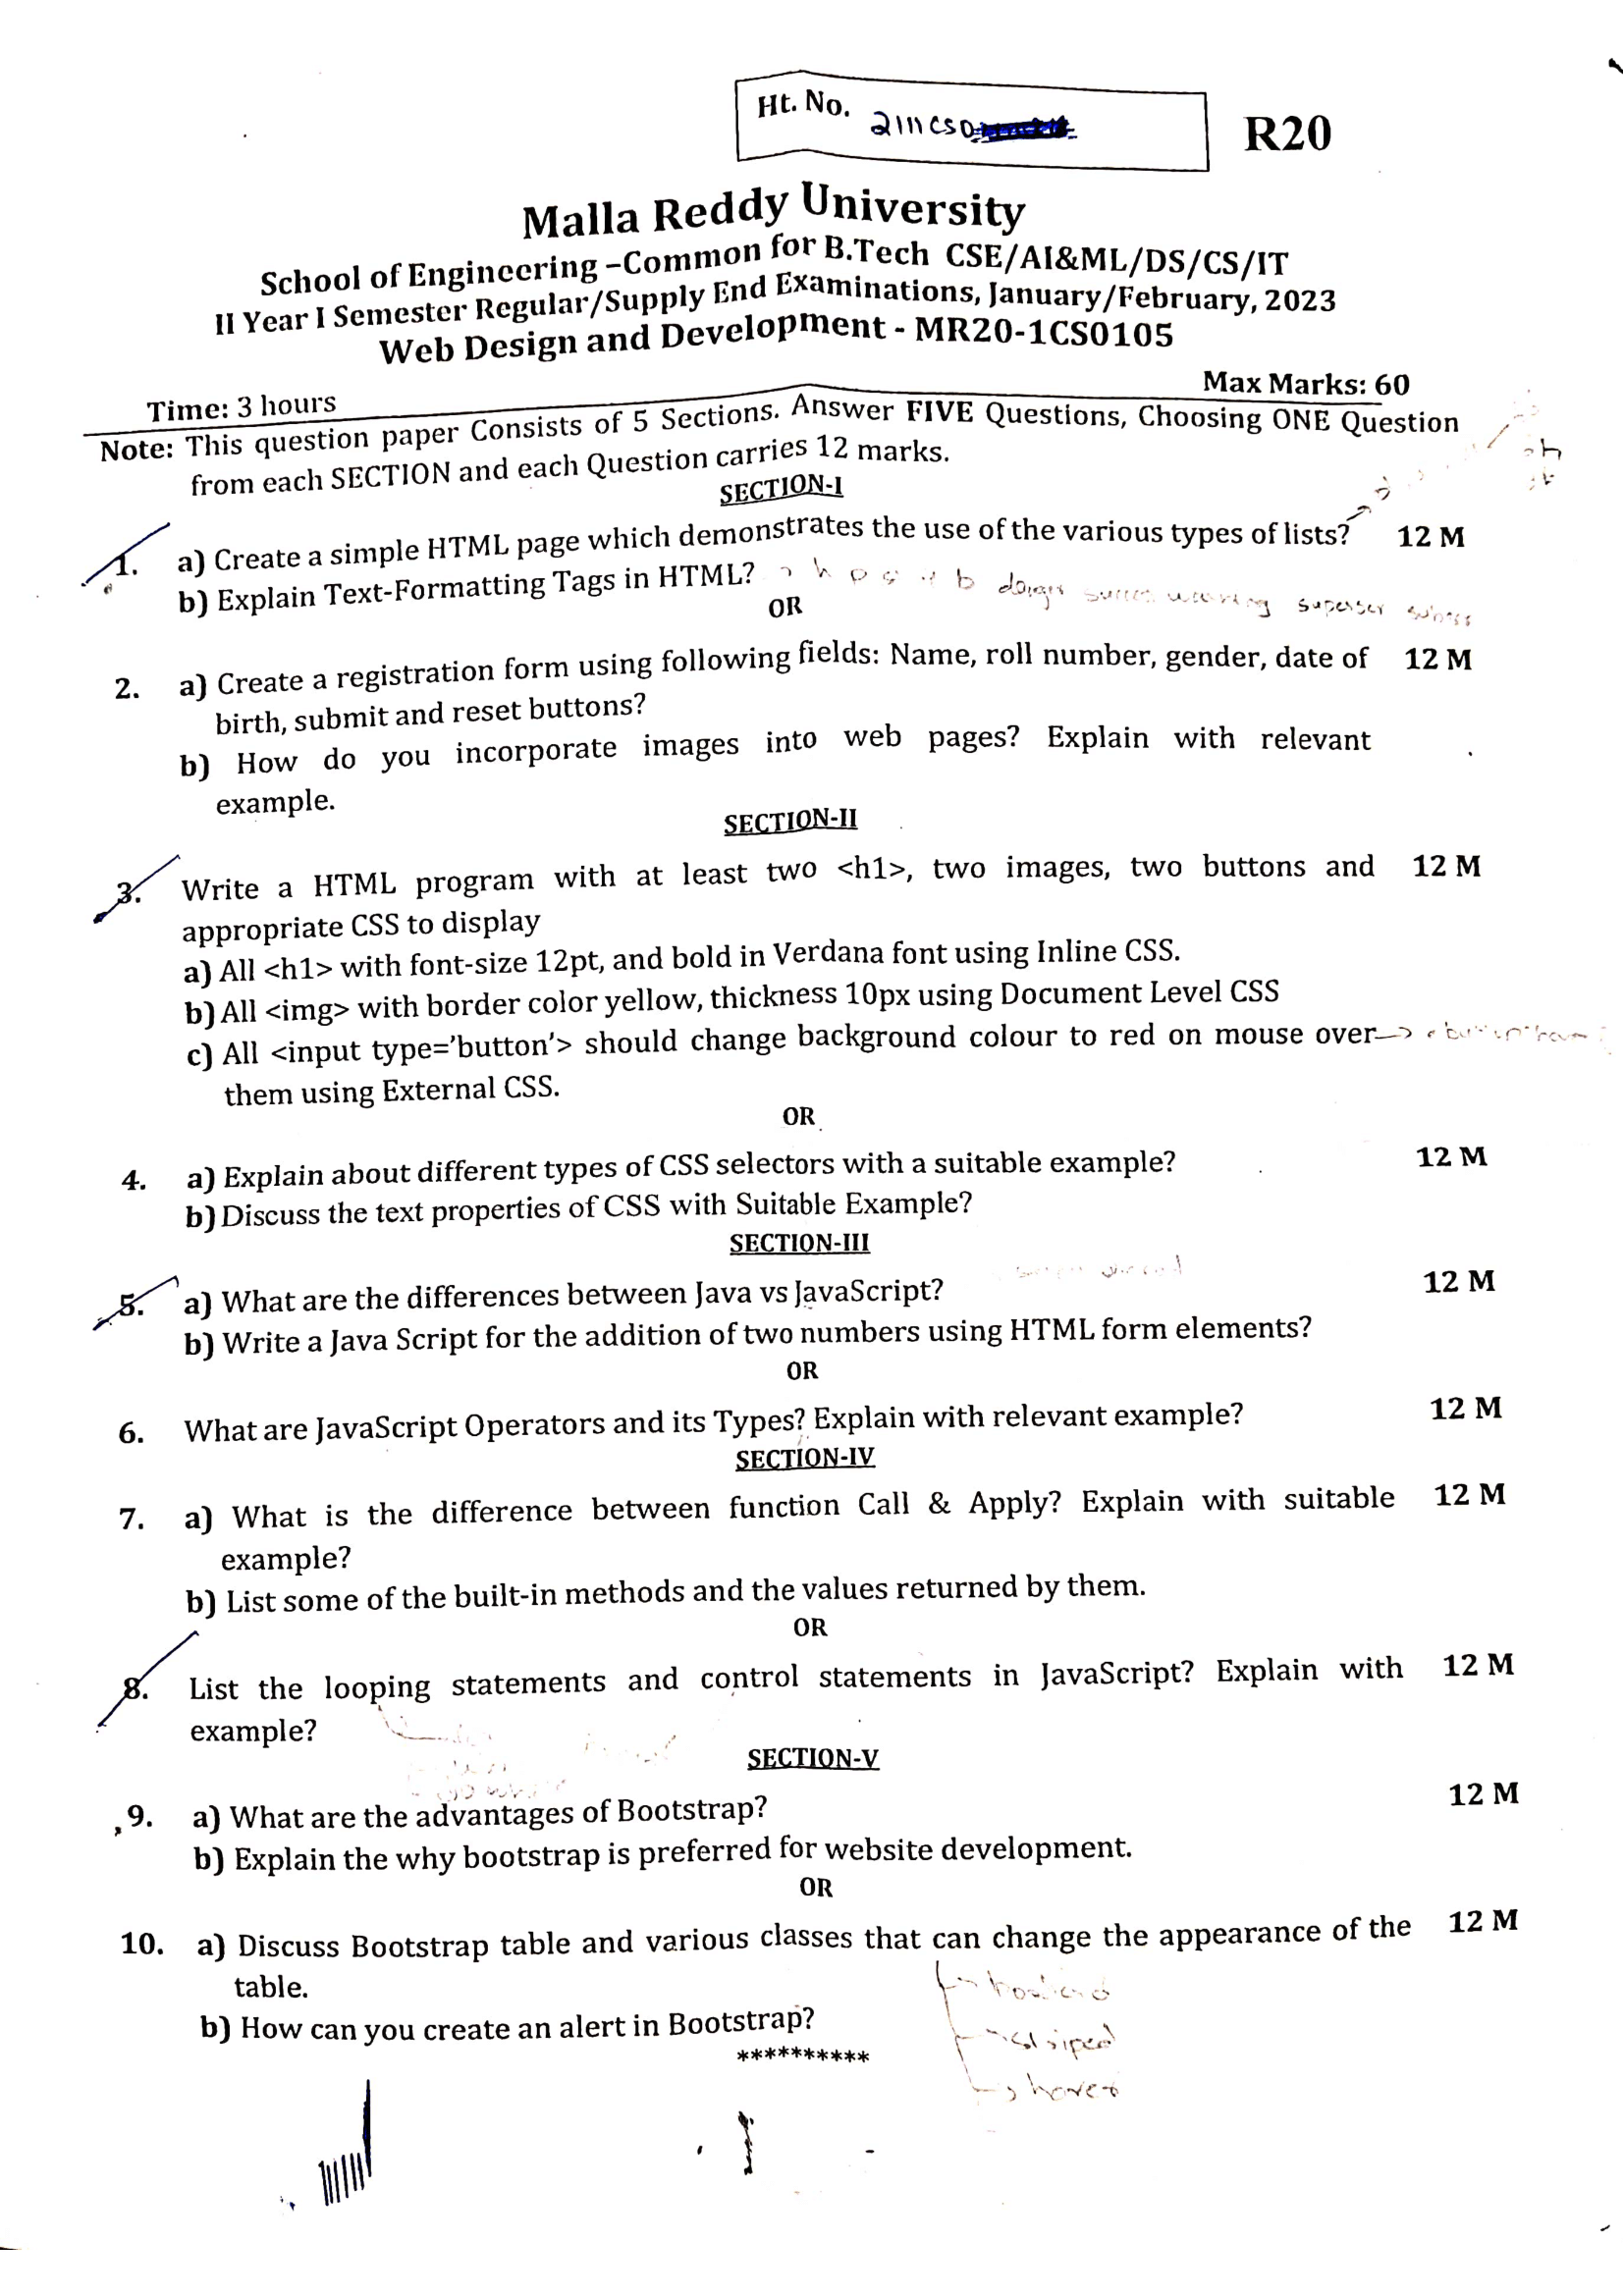 Ht. No. 2111CS0
R20
Malla Reddy University
School of Engineering –Common for B.Tech CSE/AI&ML/DS/CS/IT
II Year I Semester Regular/Supply End Examinations, January/February, 2023
Web Design and Development - MR20-1CS0105
Time: 3 hours Max Marks: 60
Note: This question paper Consists of 5 Sections. Answer FIVE Questions, Choosing ONE Question
from each SECTION and each Question carries 12 marks.
SECTION-I
1. a) Create a simple HTML page which demonstrates the use of the various types of lists? 12 M
b) Explain Text-Formatting Tags in HTML? b danger warning
OR
2. a) Create a registration form using following fields: Name, roll number, gender, date of 12 M
birth, submit and reset buttons?
b) How do you incorporate images into web pages? Explain with relevant
example.
SECTION-II
3. Write a HTML program with at least two <h1>, two images, two buttons and 12 M
appropriate CSS to display
a) All <h1> with font-size 12pt, and bold in Verdana font using Inline CSS.
b) All <img> with border color yellow, thickness 10px using Document Level CSS
c) All <input type='button'> should change background colour to red on mouse over
them using External CSS.
OR
4. a) Explain about different types of CSS selectors with a suitable example? 12 M
b) Discuss the text properties of CSS with Suitable Example?
SECTION-III
5. a) What are the differences between Java vs JavaScript? 12 M
b) Write a Java Script for the addition of two numbers using HTML form elements?
OR
6. What are JavaScript Operators and its Types? Explain with relevant example? 12 M
SECTION-IV
7. a) What is the difference between function Call & Apply? Explain with suitable 12 M
example?
b) List some of the built-in methods and the values returned by them.
OR
8. List the looping statements and control statements in JavaScript? Explain with 12 M
example?
SECTION-V
9. a) What are the advantages of Bootstrap? 12 M
b) Explain the why bootstrap is preferred for website development.
OR
10. a) Discuss Bootstrap table and various classes that can change the appearance of the 12 M
table.
b) How can you create an alert in Bootstrap?
**********